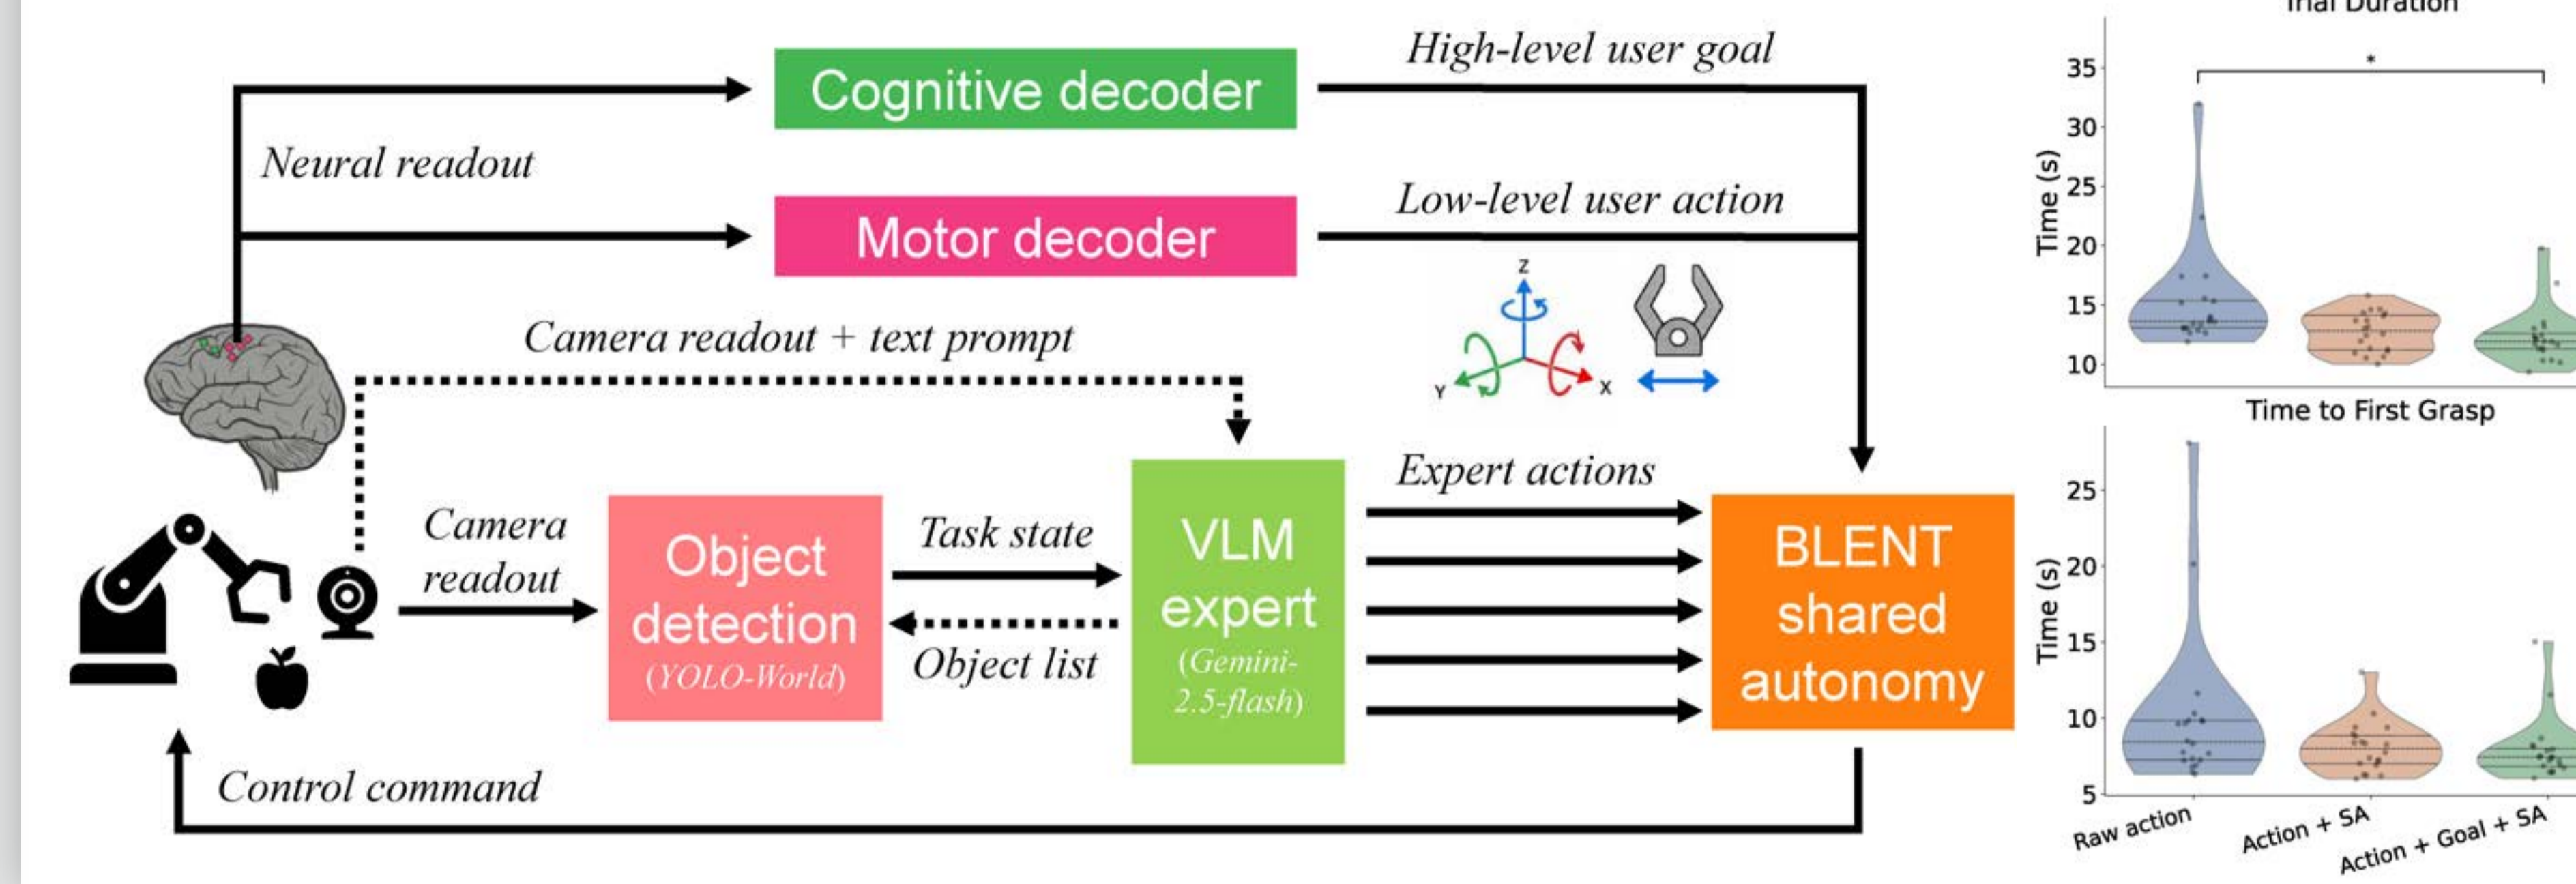 Cognitive decoder
High-level user goal
Neural readout
Motor decoder
Low-level user action
Camera readout + text prompt
Z
Y
X
Camera
readout
Object
detection
(YOLO-World)
Task state
Object list
VLM
expert
(Gemini-
2.5-flash)
Expert actions
BLENT
shared
autonomy
Control command
Trial Duration
*
Time (s)
35
30
25
20
15
10
Time to First Grasp
Time (s)
25
20
15
10
5
Raw action
Action + SA
Action + Goal + SA